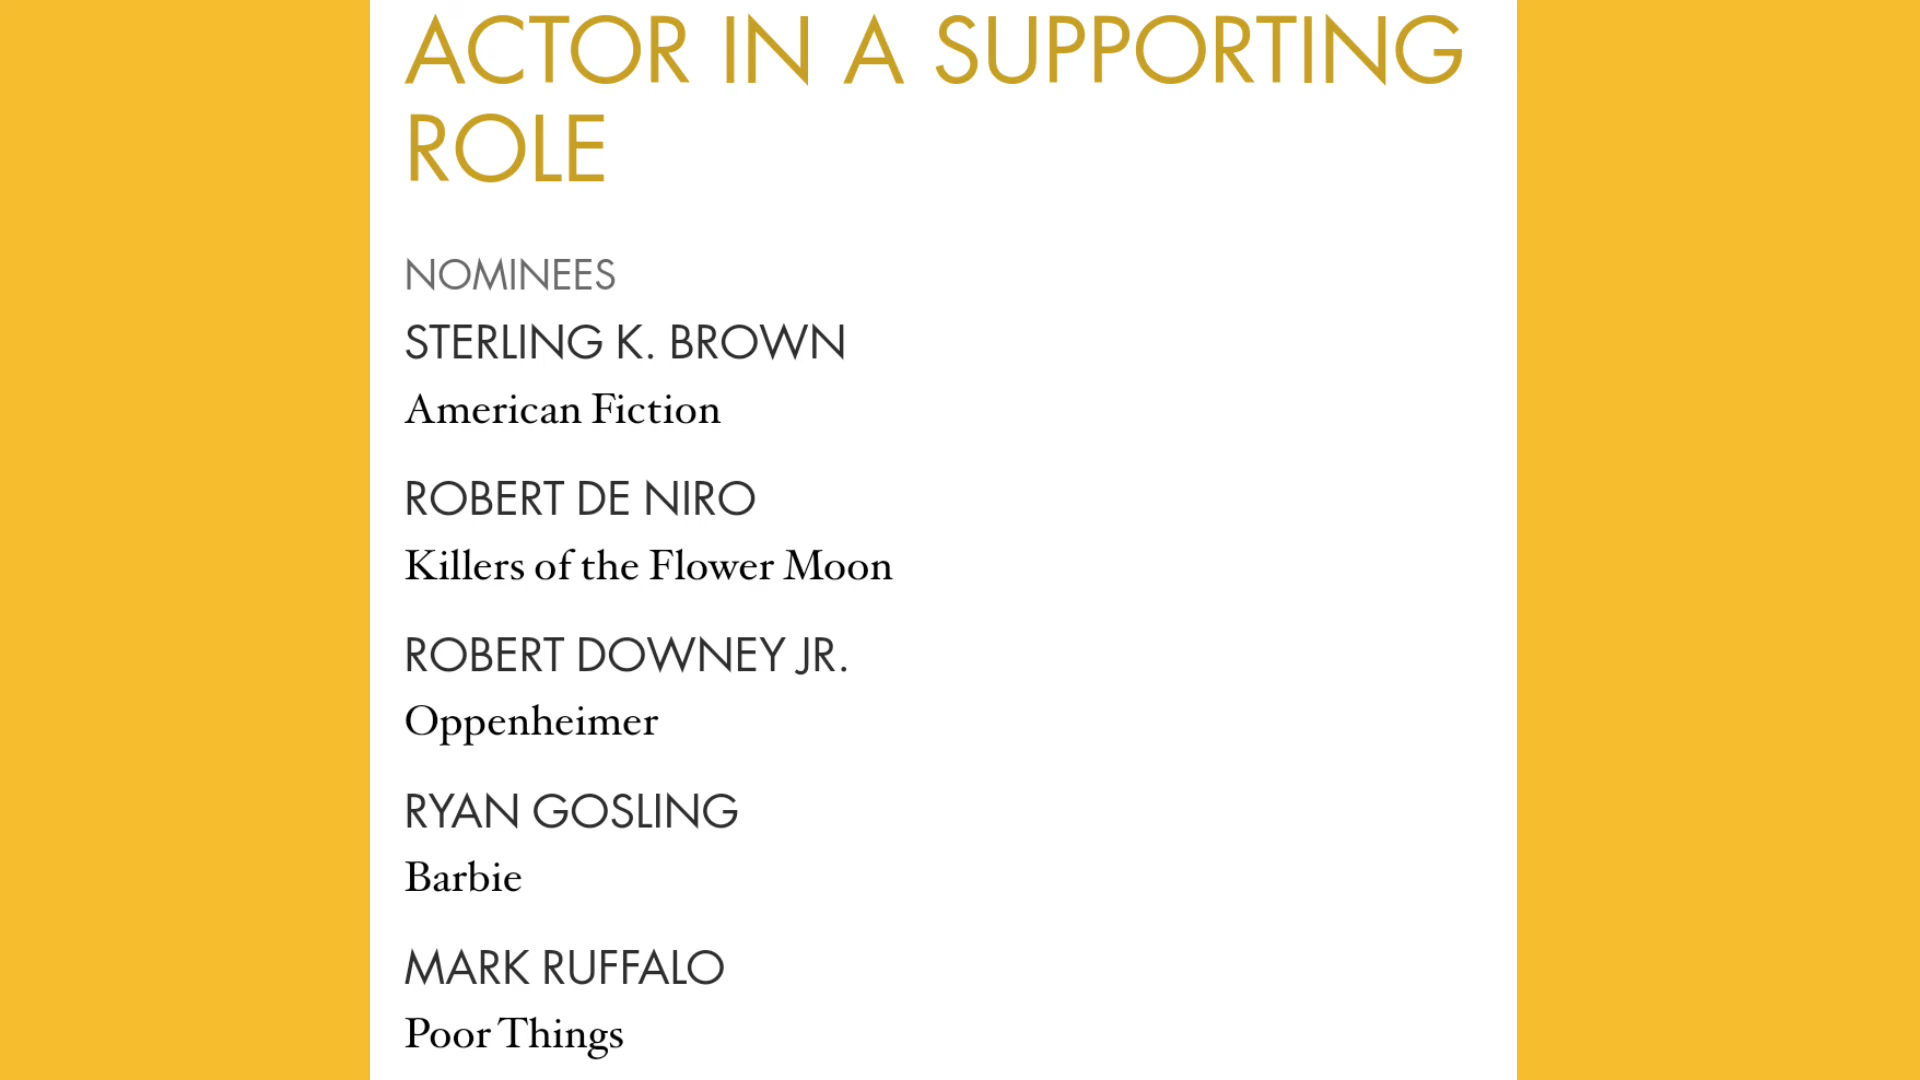 ACTOR IN A SUPPORTING
ROLE
NOMINEES
STERLING K. BROWN
American Fiction
ROBERT DE NIRO
Killers of the Flower Moon
ROBERT DOWNEY JR.
Oppenheimer
RYAN GOSLING
Barbie
MARK RUFFALO
Poor Things